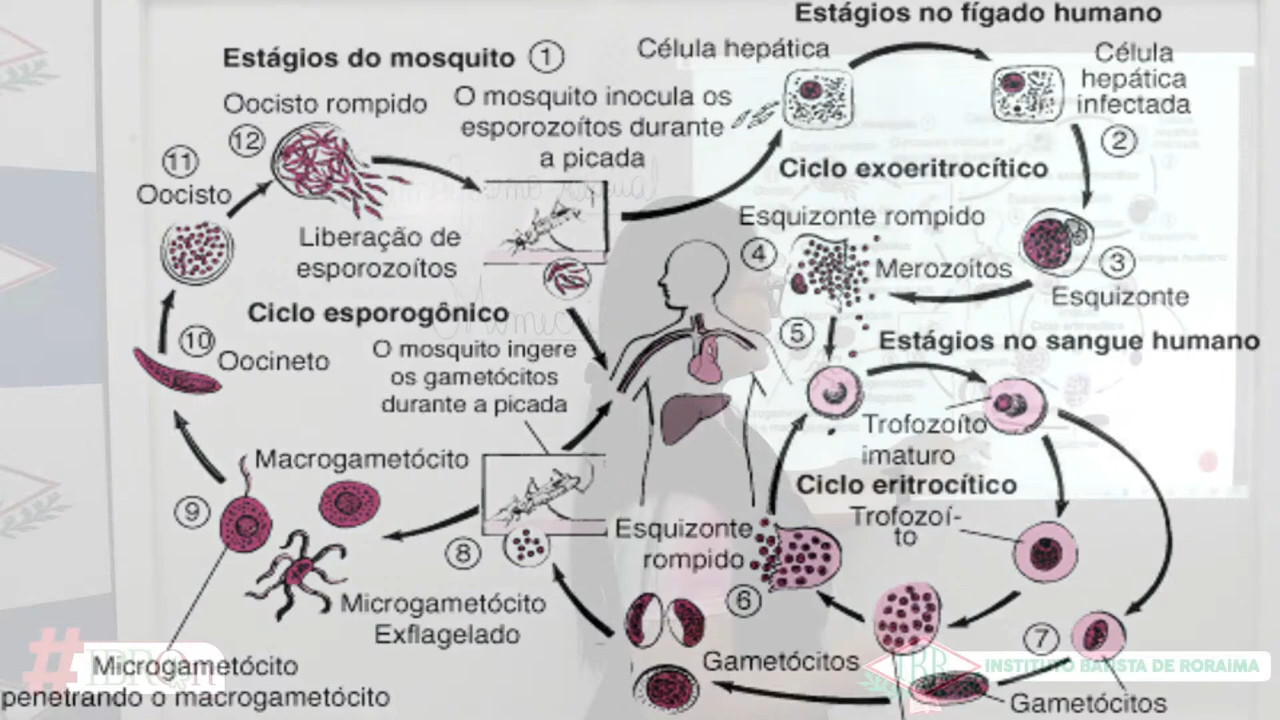 Estágios no fígado humano
Estágios do mosquito 1
Célula hepática
Célula
hepática
infectada
Oocisto rompido
O mosquito inocula os
esporozoítos durante
a picada
12
2
11
Oocisto
Ciclo exoeritrocítico
Esquizonte rompido
Liberação de
esporozoítos
4
Merozoítos
3
Esquizonte
Ciclo esporogônico
10
Oocineto
5
Estágios no sangue humano
O mosquito ingere
os gametócitos
durante a picada
Trofozoíto
imaturo
Macrogametócito
Ciclo eritrocítico
9
Trofozoí-
to
Esquizonte
rompido
8
6
Microgametócito
Exflagelado
7
Gametócitos
Microgametócito
penetrando o macrogametócito
Gametócitos
INSTITUTO BATISTA DE RORAIMA